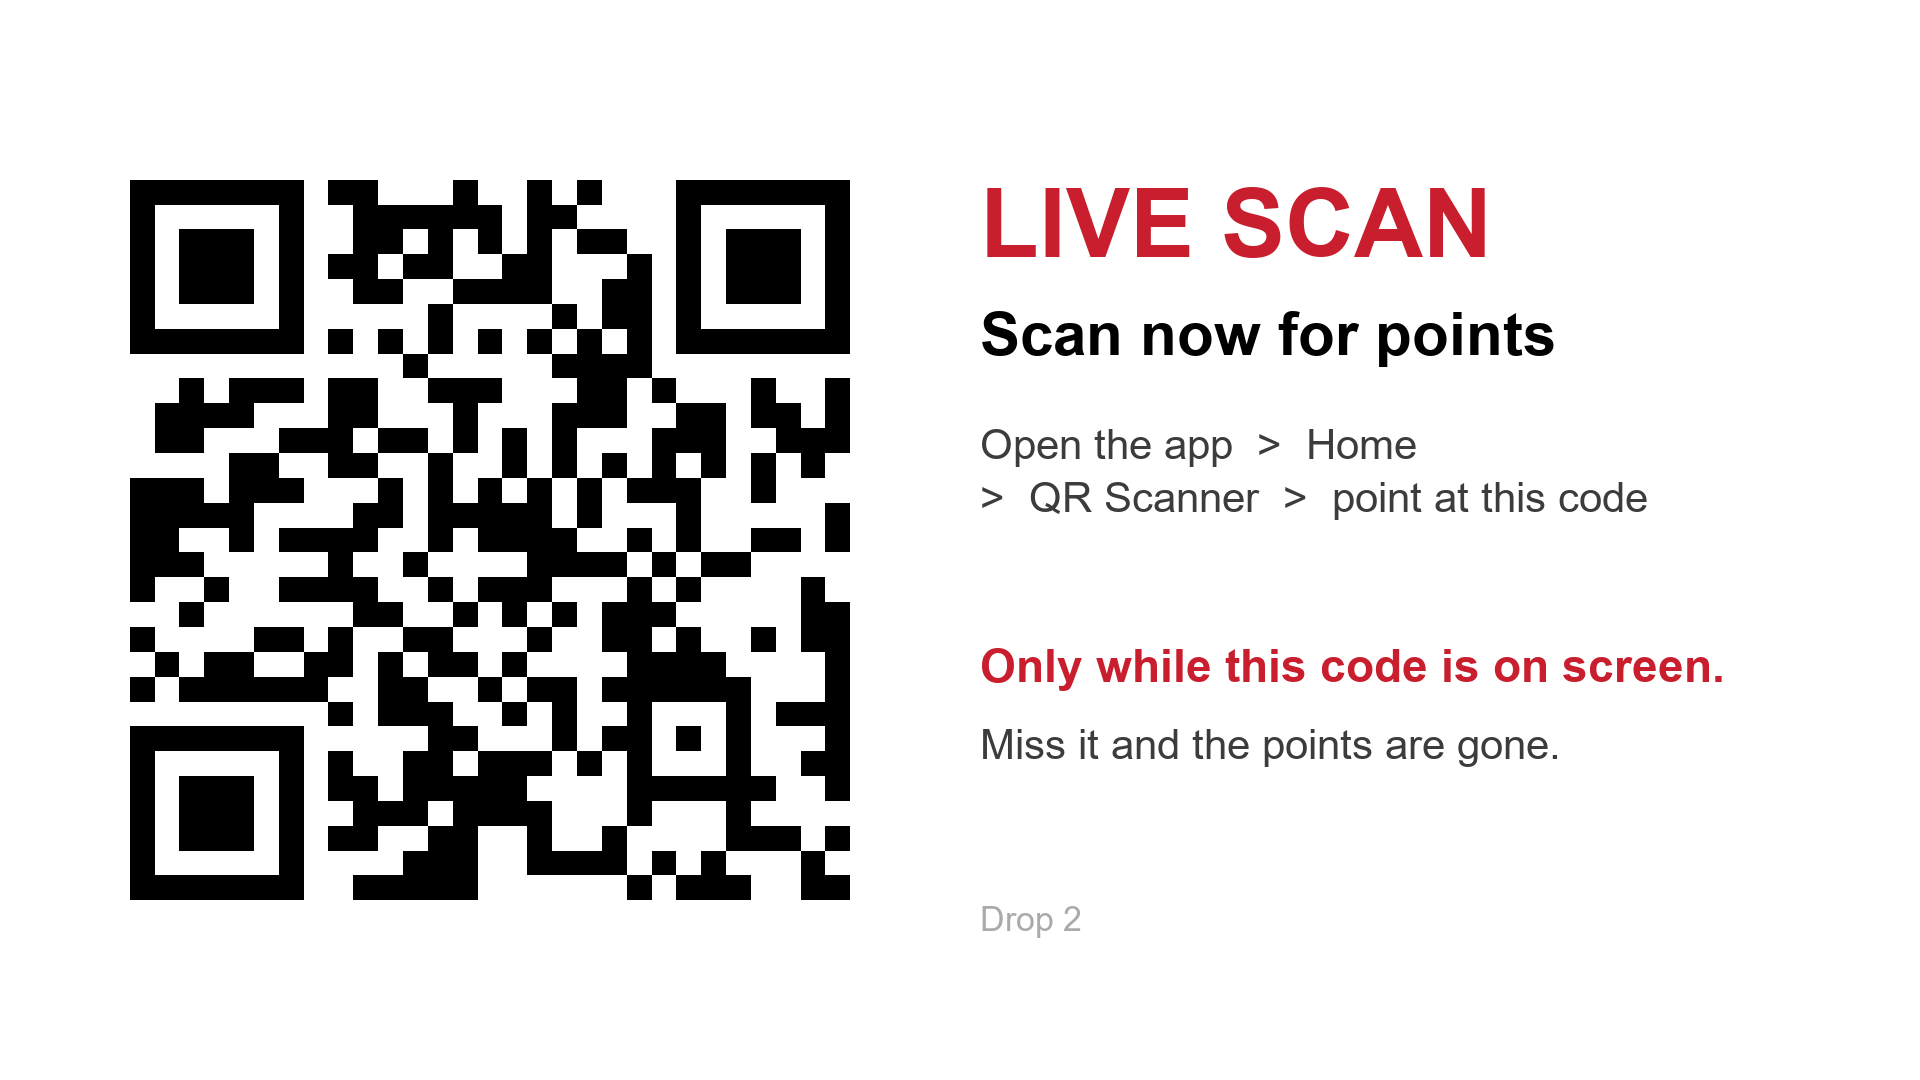 LIVE SCAN
Scan now for points
Open the app > Home
> QR Scanner > point at this code
Only while this code is on screen.
Miss it and the points are gone.
Drop 2